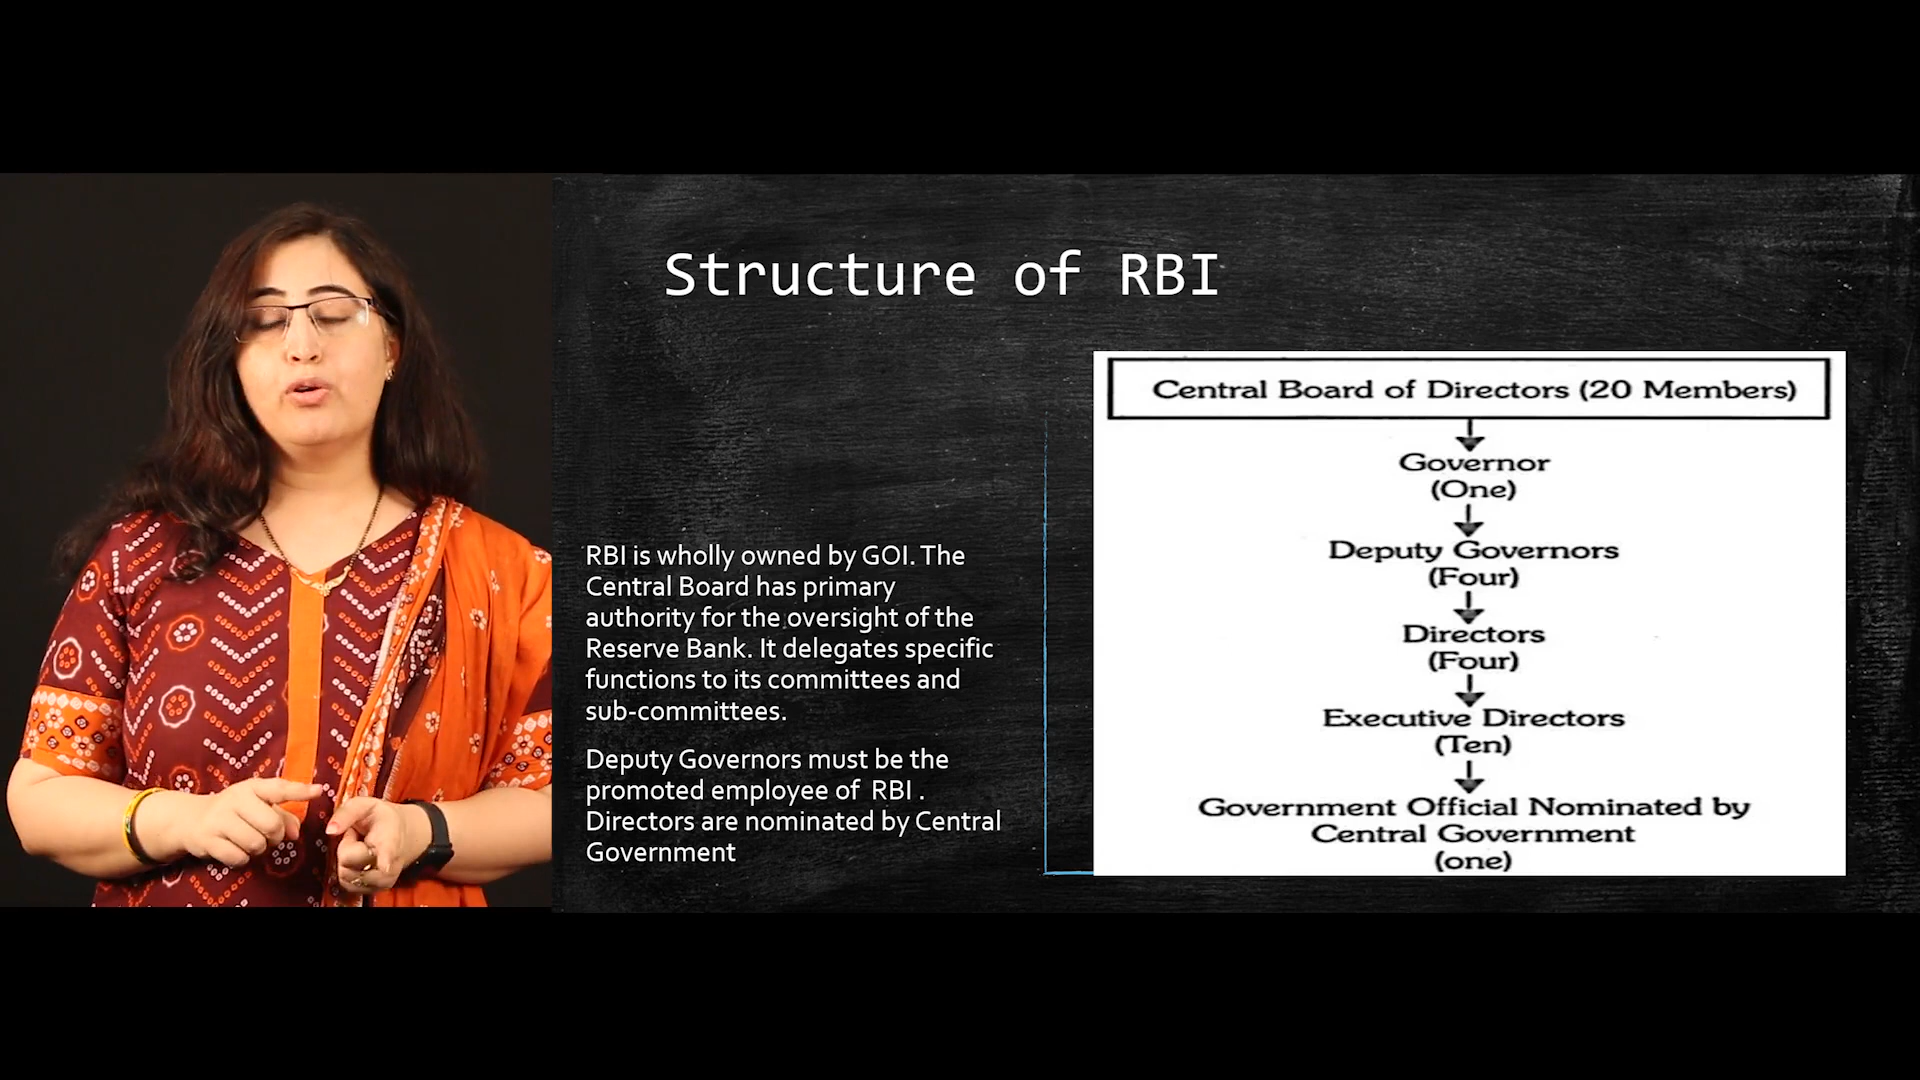 Structure of RBI
RBI is wholly owned by GOI. The
Central Board has primary
authority for the oversight of the
Reserve Bank. It delegates specific
functions to its committees and
sub-committees.
Deputy Governors must be the
promoted employee of  RBI .
Directors are nominated by Central
Government
Central Board of Directors (20 Members)
Governor
(One)
Deputy Governors
(Four)
Directors
(Four)
Executive Directors
(Ten)
Government Official Nominated by
Central Government
(one)